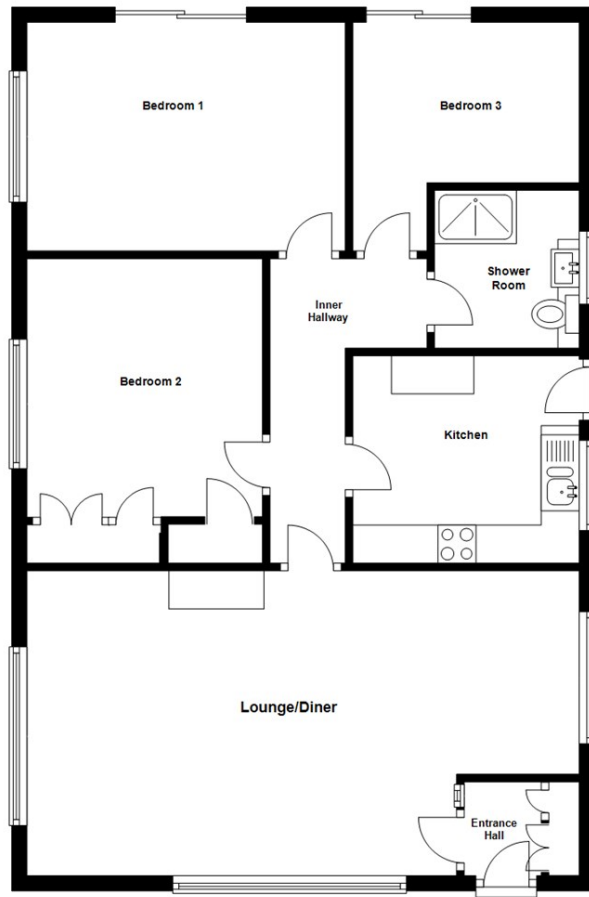 Bedroom 1
Bedroom 3
Shower
Room
Inner
Hallway
Bedroom 2
Kitchen
Lounge/Diner
Entrance
Hall